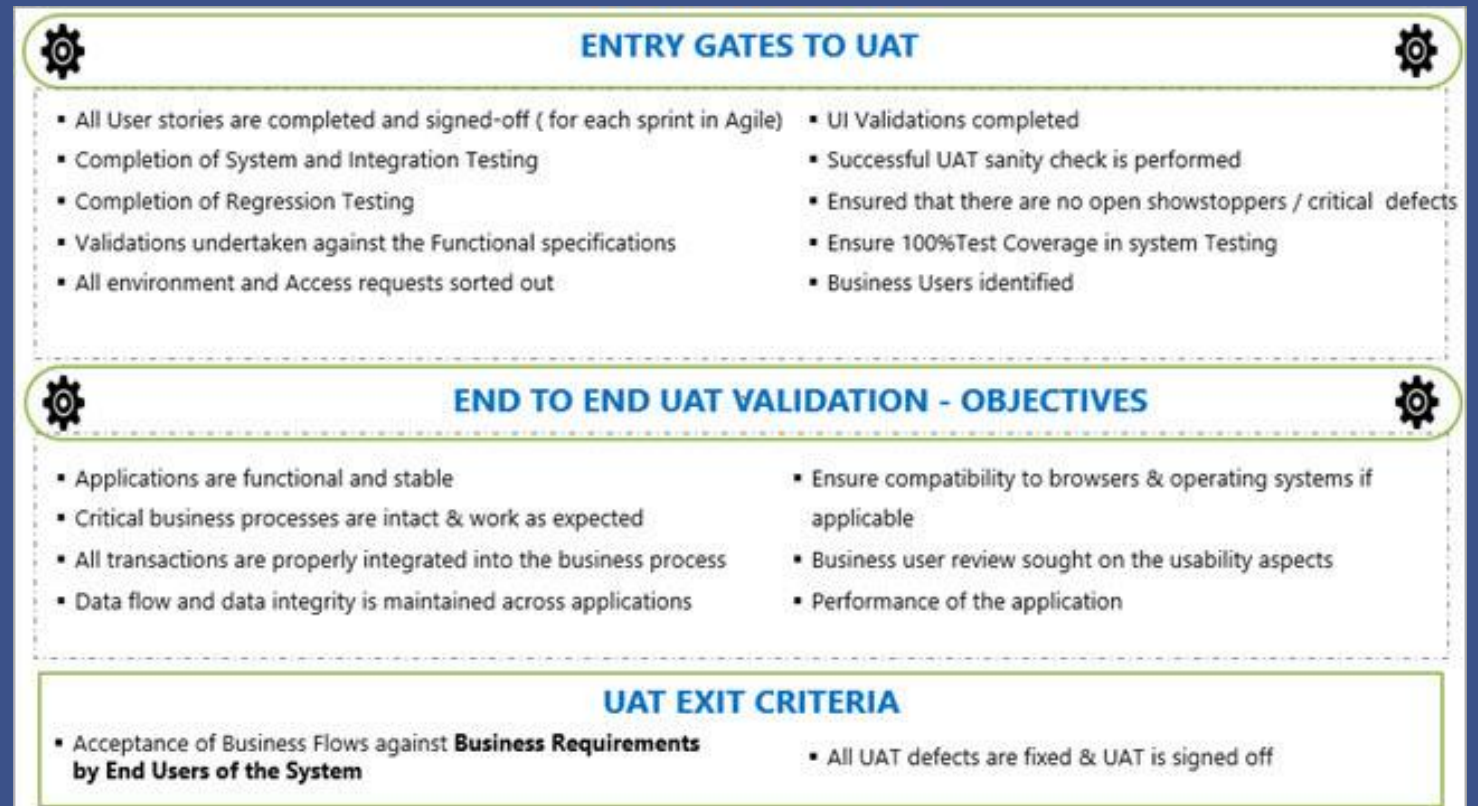 ENTRY GATES TO UAT
▪ All User stories are completed and signed-off ( for each sprint in Agile)
▪ Completion of System and Integration Testing
▪ Completion of Regression Testing
▪ Validations undertaken against the Functional specifications
▪ All environment and Access requests sorted out
▪ UI Validations completed
▪ Successful UAT sanity check is performed
▪ Ensured that there are no open showstoppers / critical defects
▪ Ensure 100%Test Coverage in system Testing
▪ Business Users identified
END TO END UAT VALIDATION - OBJECTIVES
▪ Applications are functional and stable
▪ Critical business processes are intact & work as expected
▪ All transactions are properly integrated into the business process
▪ Data flow and data integrity is maintained across applications
▪ Ensure compatibility to browsers & operating systems if
applicable
▪ Business user review sought on the usability aspects
▪ Performance of the application
UAT EXIT CRITERIA
▪ Acceptance of Business Flows against Business Requirements
by End Users of the System
▪ All UAT defects are fixed & UAT is signed off